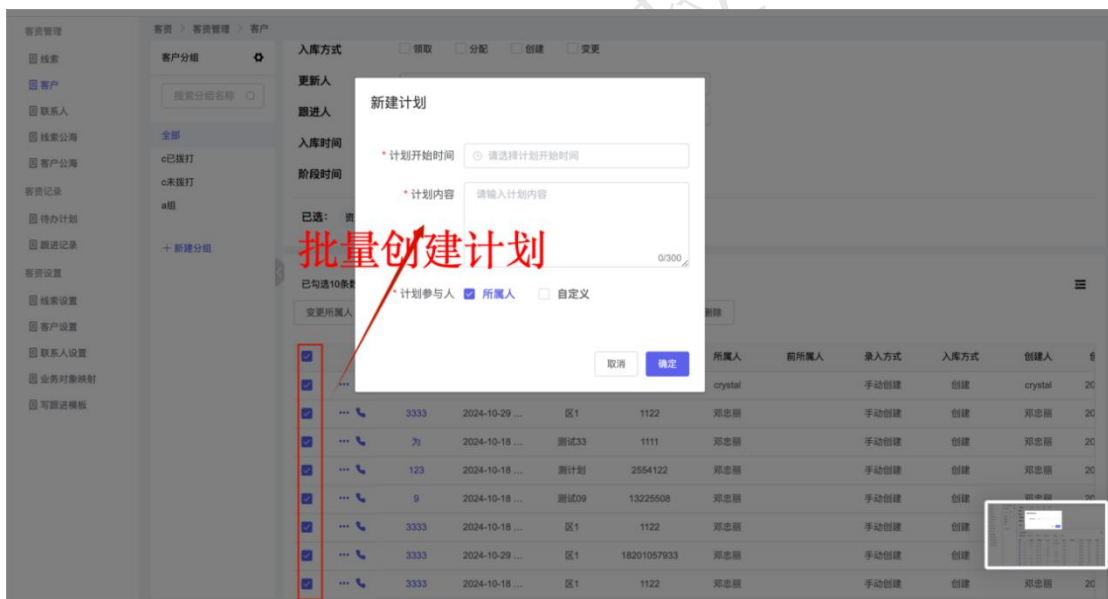 客资管理
线索
客户
联系人
线索公海
客户公海
客资记录
待办计划
跟进记录
客资设置
线索设置
客户设置
联系人设置
业务对象映射
写跟进模板
客资 > 客资管理 > 客户
客户分组
搜索分组名称
全部
c已拨打
c未拨打
a组
+ 新建分组
入库方式 领取 分配 创建 变更
更新人
跟进人
入库时间
阶段时间
已选：
新建计划
* 计划开始时间 请选择计划开始时间
* 计划内容 请输入计划内容
0/300
* 计划参与人 所属人 自定义
取消 确定
批量创建计划
已勾选10条
变更所属人 删除
所属人 前所属人 录入方式 入库方式 创建人
crystal 手动创建 创建 crystal 20
3333 2024-10-29 ... 区1 1122 邓忠丽 手动创建 创建 邓忠丽 20
为 2024-10-18 ... 测试33 1111 邓忠丽 手动创建 创建 邓忠丽 20
123 2024-10-18 ... 测计划 2554122 邓忠丽 手动创建 创建 邓忠丽 20
9 2024-10-18 ... 测试09 13225508 邓忠丽 手动创建 创建 邓忠丽
3333 2024-10-18 ... 区1 1122 邓忠丽 手动创建 创建
3333 2024-10-29 ... 区1 18201057933 邓忠丽 手动创建 创建
3333 2024-10-18 ... 区1 1122 邓忠丽 手动创建 创建 邓忠丽 20